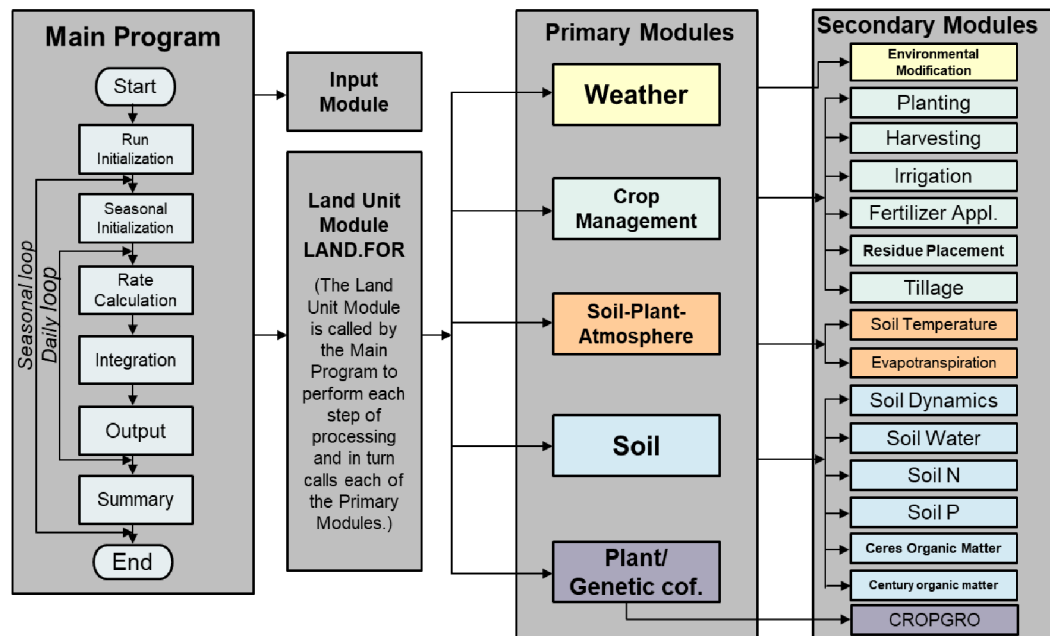 Main Program
Start
Run
Initialization
Seasonal
Initialization
Rate
Calculation
Integration
Output
Summary
End
Seasonal loop
Daily loop
Input
Module
Land Unit
Module
LAND.FOR
(The Land
Unit Module
is called by
the Main
Program to
perform each
step of
processing
and in turn
calls each of
the Primary
Modules.)
Primary Modules
Weather
Crop
Management
Soil-Plant-
Atmosphere
Soil
Plant/
Genetic cof.
Secondary Modules
Environmental
Modification
Planting
Harvesting
Irrigation
Fertilizer Appl.
Residue Placement
Tillage
Soil Temperature
Evapotranspiration
Soil Dynamics
Soil Water
Soil N
Soil P
Ceres Organic Matter
Century organic matter
CROPGRO